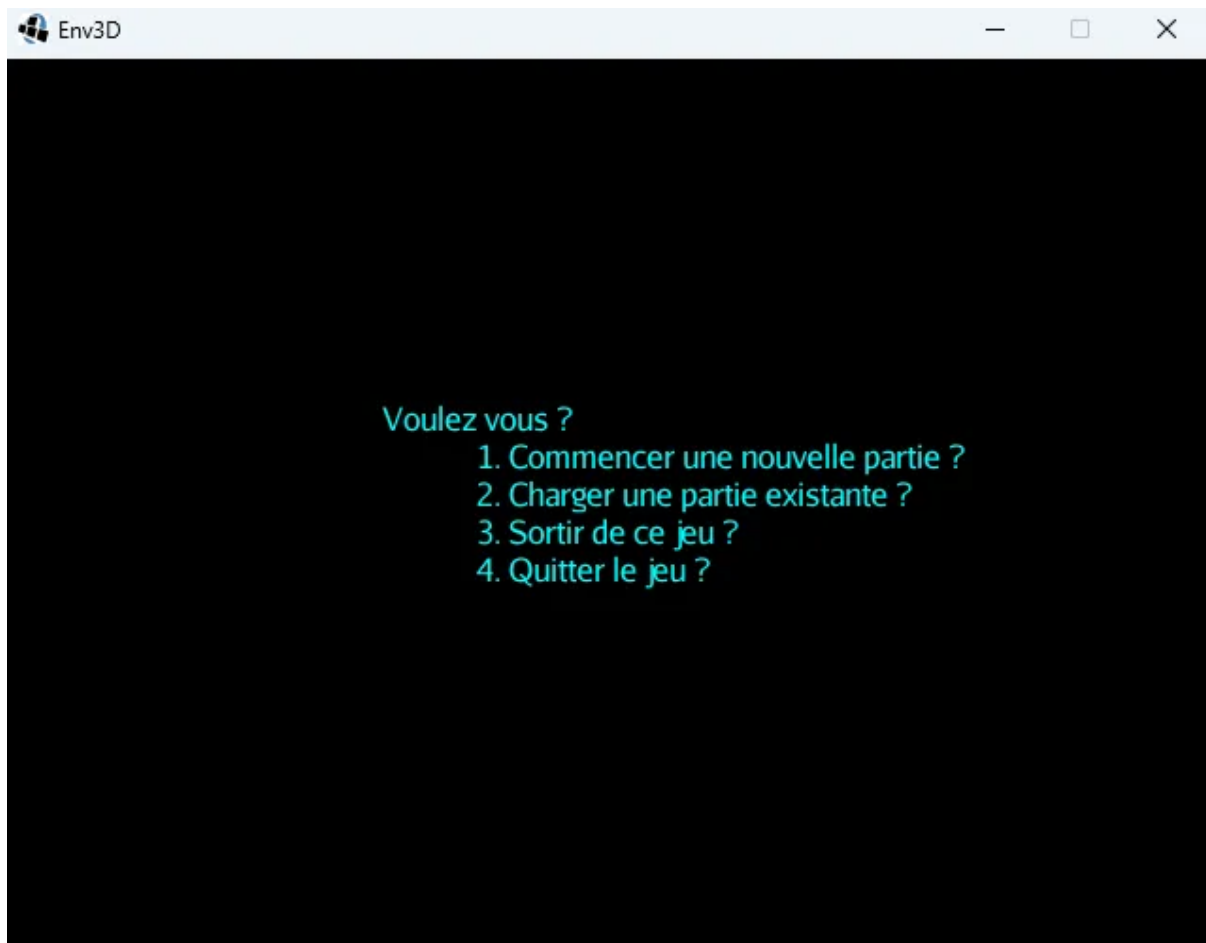 Env3D
Voulez vous ?
1. Commencer une nouvelle partie ?
2. Charger une partie existante ?
3. Sortir de ce jeu ?
4. Quitter le jeu ?